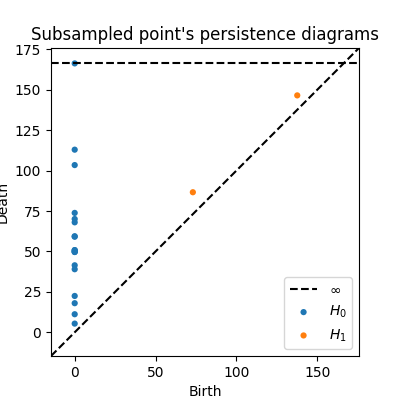 Subsampled point's persistence diagrams
175
150
125
100
75
50
25
0
Death
∞
H₀
H₁
0
50
100
150
Birth